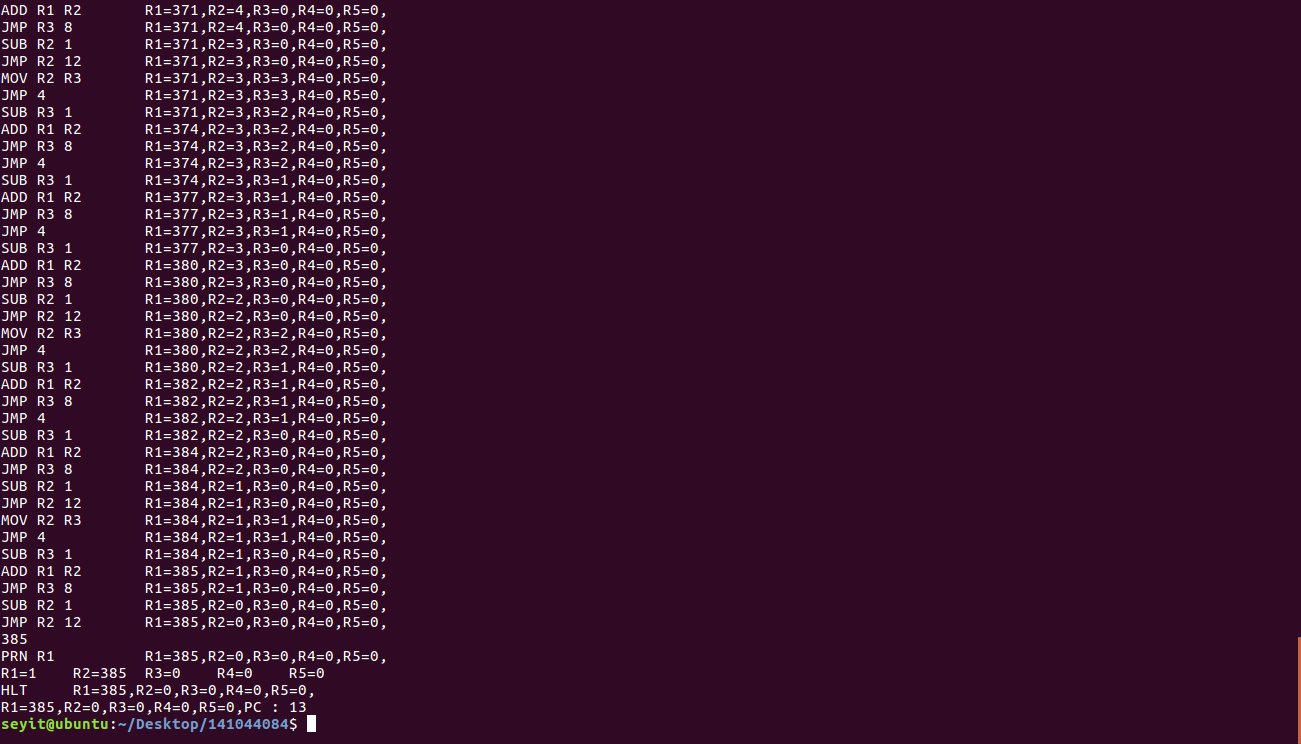 ADD R1 R2       R1=371,R2=4,R3=0,R4=0,R5=0,
JMP R3 8        R1=371,R2=4,R3=0,R4=0,R5=0,
SUB R2 1        R1=371,R2=3,R3=0,R4=0,R5=0,
JMP R2 12       R1=371,R2=3,R3=0,R4=0,R5=0,
MOV R2 R3       R1=371,R2=3,R3=3,R4=0,R5=0,
JMP 4           R1=371,R2=3,R3=3,R4=0,R5=0,
SUB R3 1        R1=371,R2=3,R3=2,R4=0,R5=0,
ADD R1 R2       R1=374,R2=3,R3=2,R4=0,R5=0,
JMP R3 8        R1=374,R2=3,R3=2,R4=0,R5=0,
JMP 4           R1=374,R2=3,R3=2,R4=0,R5=0,
SUB R3 1        R1=374,R2=3,R3=1,R4=0,R5=0,
ADD R1 R2       R1=377,R2=3,R3=1,R4=0,R5=0,
JMP R3 8        R1=377,R2=3,R3=1,R4=0,R5=0,
JMP 4           R1=377,R2=3,R3=1,R4=0,R5=0,
SUB R3 1        R1=377,R2=3,R3=0,R4=0,R5=0,
ADD R1 R2       R1=380,R2=3,R3=0,R4=0,R5=0,
JMP R3 8        R1=380,R2=3,R3=0,R4=0,R5=0,
SUB R2 1        R1=380,R2=2,R3=0,R4=0,R5=0,
JMP R2 12       R1=380,R2=2,R3=0,R4=0,R5=0,
MOV R2 R3       R1=380,R2=2,R3=2,R4=0,R5=0,
JMP 4           R1=380,R2=2,R3=2,R4=0,R5=0,
SUB R3 1        R1=380,R2=2,R3=1,R4=0,R5=0,
ADD R1 R2       R1=382,R2=2,R3=1,R4=0,R5=0,
JMP R3 8        R1=382,R2=2,R3=1,R4=0,R5=0,
JMP 4           R1=382,R2=2,R3=1,R4=0,R5=0,
SUB R3 1        R1=382,R2=2,R3=0,R4=0,R5=0,
ADD R1 R2       R1=384,R2=2,R3=0,R4=0,R5=0,
JMP R3 8        R1=384,R2=2,R3=0,R4=0,R5=0,
SUB R2 1        R1=384,R2=1,R3=0,R4=0,R5=0,
JMP R2 12       R1=384,R2=1,R3=0,R4=0,R5=0,
MOV R2 R3       R1=384,R2=1,R3=1,R4=0,R5=0,
JMP 4           R1=384,R2=1,R3=1,R4=0,R5=0,
SUB R3 1        R1=384,R2=1,R3=0,R4=0,R5=0,
ADD R1 R2       R1=385,R2=1,R3=0,R4=0,R5=0,
JMP R3 8        R1=385,R2=1,R3=0,R4=0,R5=0,
SUB R2 1        R1=385,R2=0,R3=0,R4=0,R5=0,
JMP R2 12       R1=385,R2=0,R3=0,R4=0,R5=0,
385
PRN R1          R1=385,R2=0,R3=0,R4=0,R5=0,
R1=1    R2=385  R3=0    R4=0    R5=0
HLT     R1=385,R2=0,R3=0,R4=0,R5=0,
R1=385,R2=0,R3=0,R4=0,R5=0,PC : 13
seyit@ubuntu:~/Desktop/141044084$